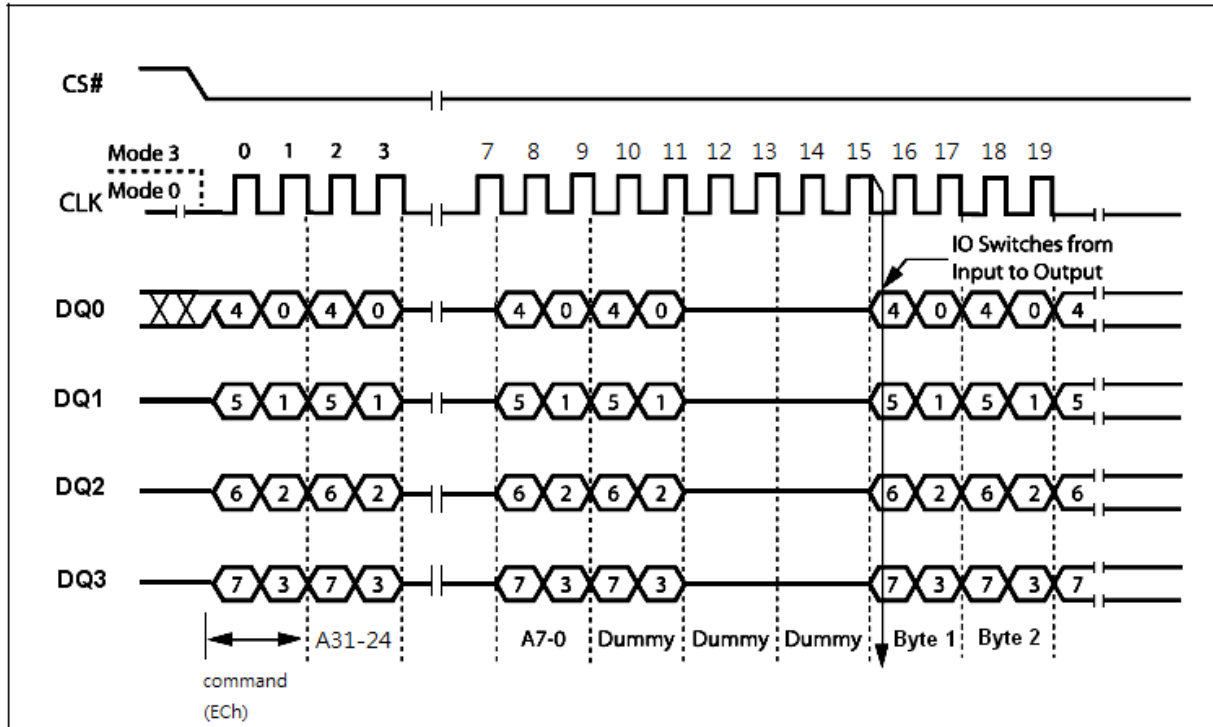 CS#
Mode 3
0 1 2 3 7 8 9 10 11 12 13 14 15 16 17 18 19
Mode 0
CLK
IO Switches from
Input to Output
DQ0 4 0 4 0 4 0 4 0 4 0 4 0 4
DQ1 5 1 5 1 5 1 5 1 5 1 5 1 5
DQ2 6 2 6 2 6 2 6 2 6 2 6 2 6
DQ3 7 3 7 3 7 3 7 3 7 3 7 3 7
A31-24 A7-0 Dummy Dummy Dummy Byte 1 Byte 2
command
(ECh)